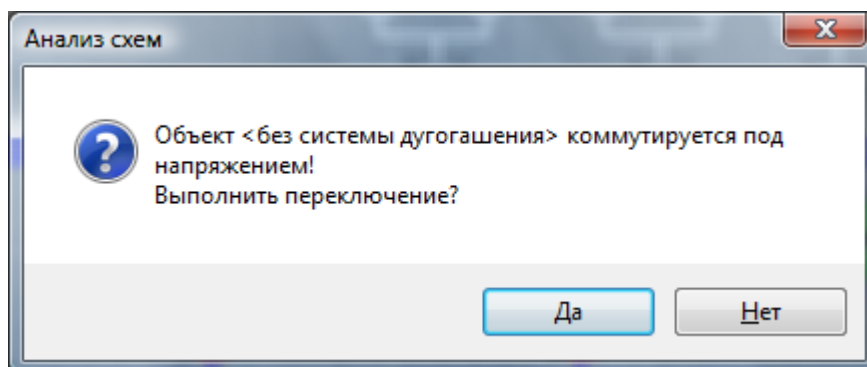 Анализ схем
Объект <без системы дугогашения> коммутируется под
напряжением!
Выполнить переключение?
Да
Нет